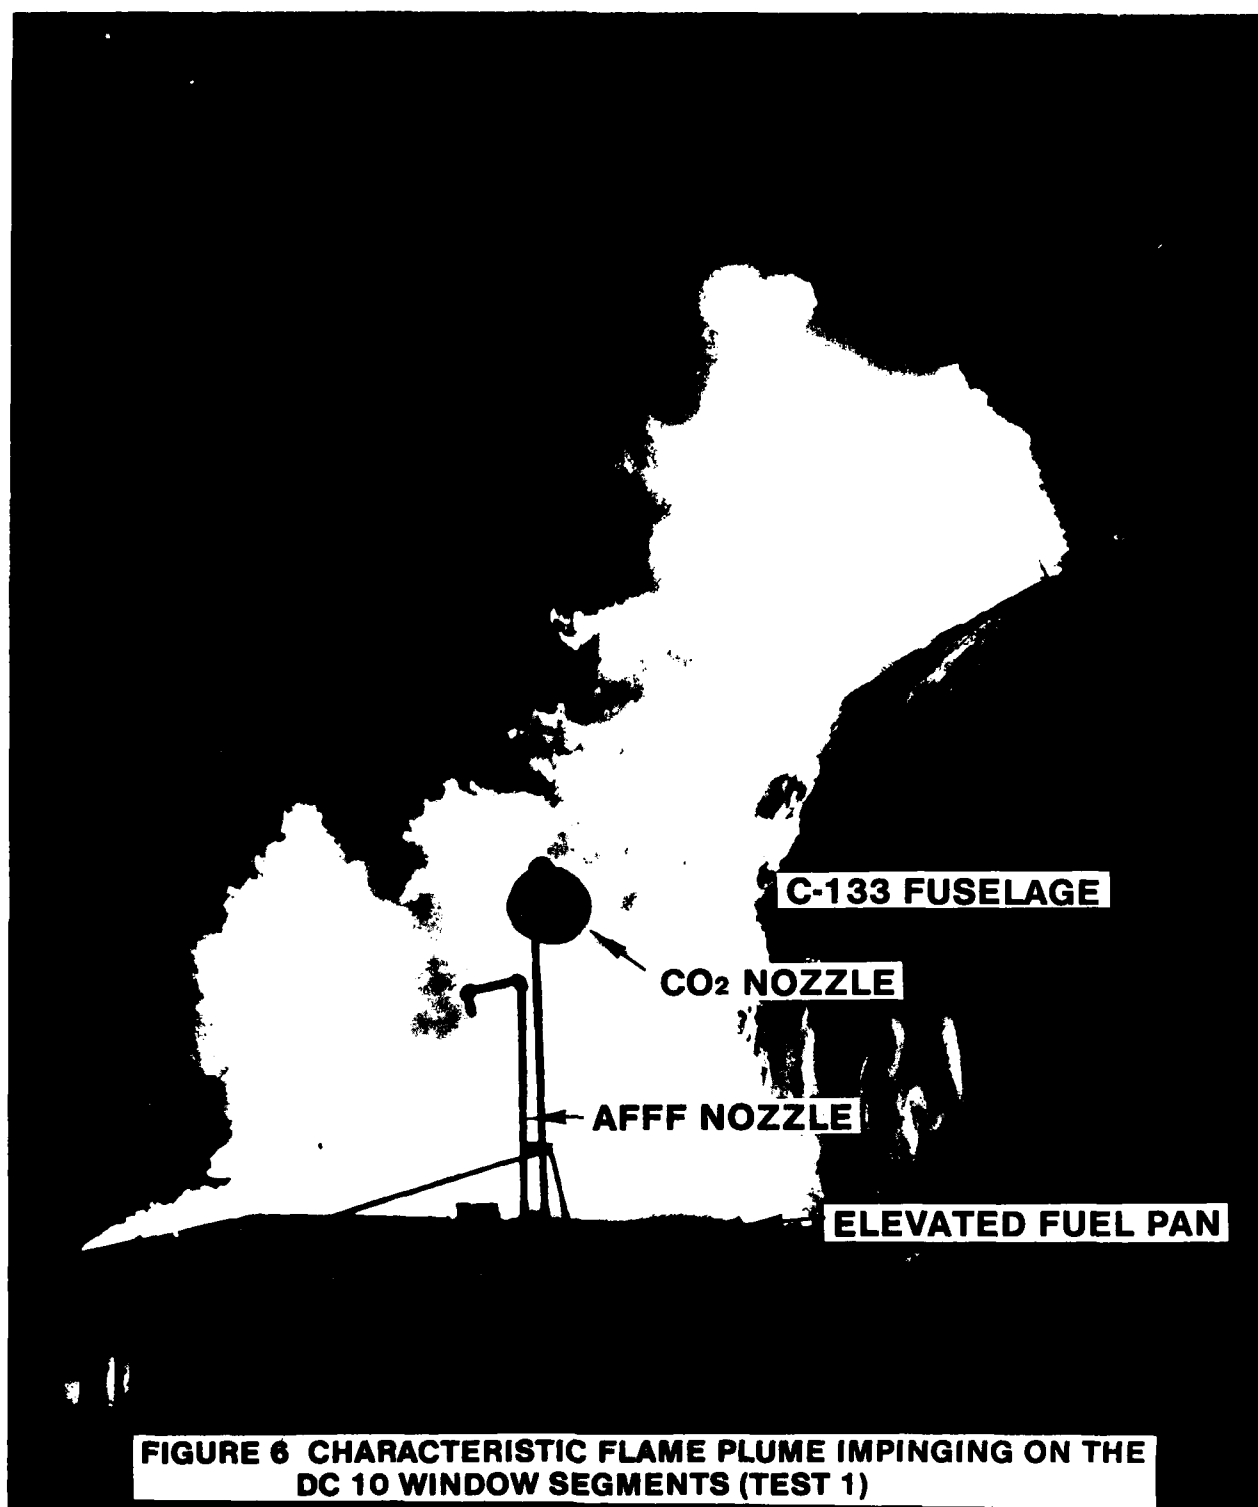 C-133 FUSELAGE
CO2 NOZZLE
AFFF NOZZLE
ELEVATED FUEL PAN
FIGURE 6 CHARACTERISTIC FLAME PLUME IMPINGING ON THE
DC 10 WINDOW SEGMENTS (TEST 1)